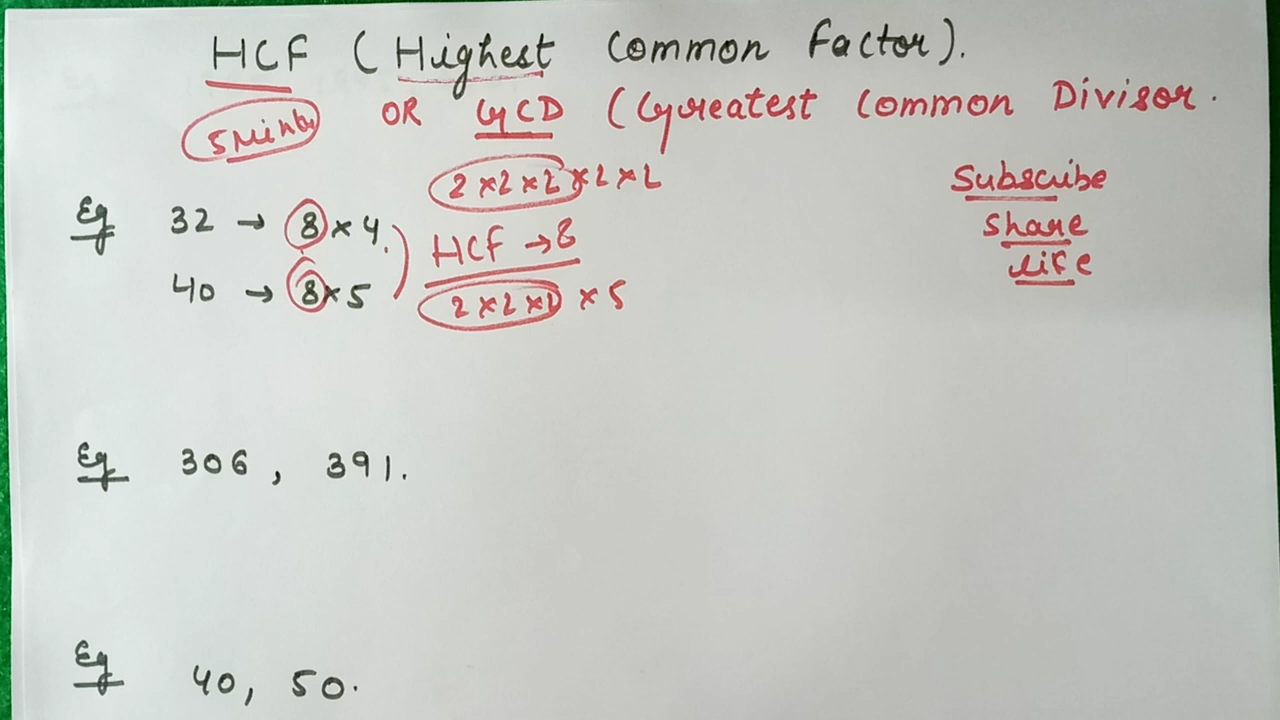 HCF (Highest Common Factor).
5 Mints OR GCD (Greatest Common Divisor.
2×2×2×2×2
Subscribe
Eg 32 → 8×4
share
HCF → 8
like
40 → 8×5
2×2×2 ×5
Eg 306, 391.
Eg 40, 50.